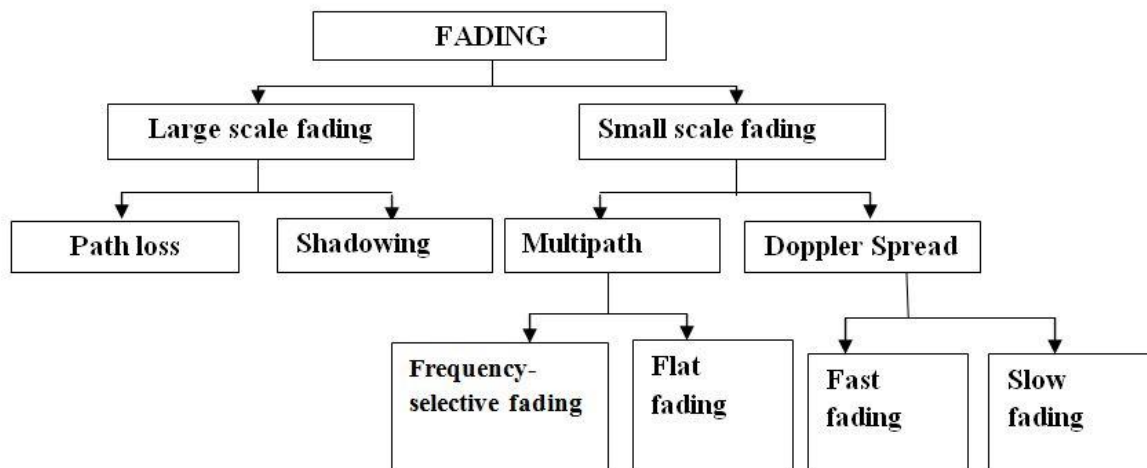 FADING
Large scale fading
Small scale fading
Path loss
Shadowing
Multipath
Doppler Spread
Frequency-
selective fading
Flat
fading
Fast
fading
Slow
fading